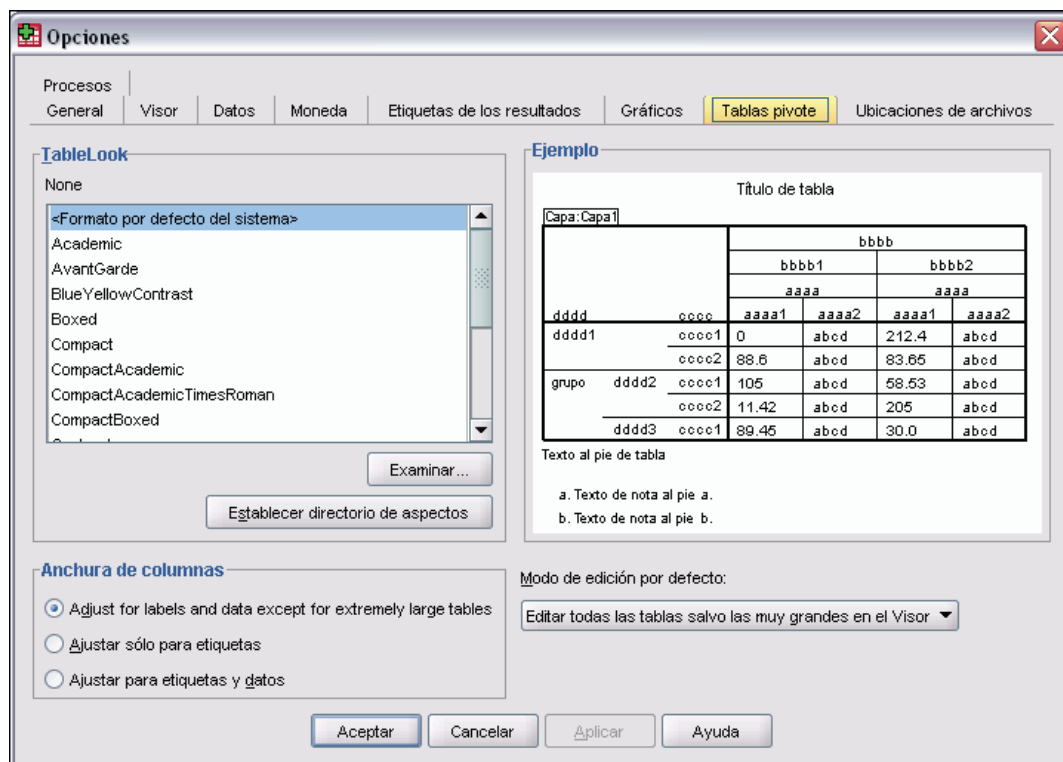 Opciones
Procesos
General Visor Datos Moneda Etiquetas de los resultados Gráficos Tablas pivote Ubicaciones de archivos
TableLook
None
<Formato por defecto del sistema>
Academic
AvantGarde
BlueYellowContrast
Boxed
Compact
CompactAcademic
CompactAcademicTimesRoman
CompactBoxed
Examinar...
Establecer directorio de aspectos
Ejemplo
Título de tabla
Capa:Capa1
bbbb
bbbb1 bbbb2
aaaa aaaa
dddd cccc aaaa1 aaaa2 aaaa1 aaaa2
dddd1 cccc1 0 abcd 212.4 abcd
cccc2 88.6 abcd 83.65 abcd
grupo dddd2 cccc1 105 abcd 58.53 abcd
cccc2 11.42 abcd 205 abcd
dddd3 cccc1 89.45 abcd 30.0 abcd
Texto al pie de tabla
a. Texto de nota al pie a.
b. Texto de nota al pie b.
Anchura de columnas
Adjust for labels and data except for extremely large tables
Ajustar sólo para etiquetas
Ajustar para etiquetas y datos
Modo de edición por defecto:
Editar todas las tablas salvo las muy grandes en el Visor
Aceptar Cancelar Aplicar Ayuda